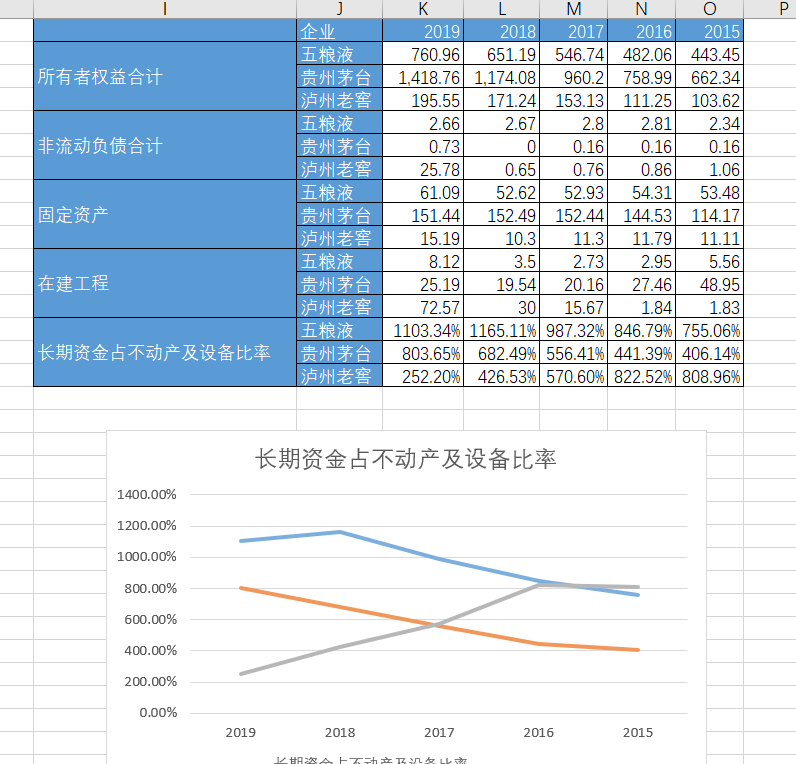 I J K L M N O P
企业 2019 2018 2017 2016 2015
所有者权益合计 五粮液 760.96 651.19 546.74 482.06 443.45
贵州茅台 1,418.76 1,174.08 960.2 758.99 662.34
泸州老窖 195.55 171.24 153.13 111.25 103.62
非流动负债合计 五粮液 2.66 2.67 2.8 2.81 2.34
贵州茅台 0.73 0 0.16 0.16 0.16
泸州老窖 25.78 0.65 0.76 0.86 1.06
固定资产 五粮液 61.09 52.62 52.93 54.31 53.48
贵州茅台 151.44 152.49 152.44 144.53 114.17
泸州老窖 15.19 10.3 11.3 11.79 11.11
在建工程 五粮液 8.12 3.5 2.73 2.95 5.56
贵州茅台 25.19 19.54 20.16 27.46 48.95
泸州老窖 72.57 30 15.67 1.84 1.83
长期资金占不动产及设备比率 五粮液 1103.34% 1165.11% 987.32% 846.79% 755.06%
贵州茅台 803.65% 682.49% 556.41% 441.39% 406.14%
泸州老窖 252.20% 426.53% 570.60% 822.52% 808.96%
长期资金占不动产及设备比率
1400.00%
1200.00%
1000.00%
800.00%
600.00%
400.00%
200.00%
0.00%
2019 2018 2017 2016 2015
长期资金占不动产及设备比率